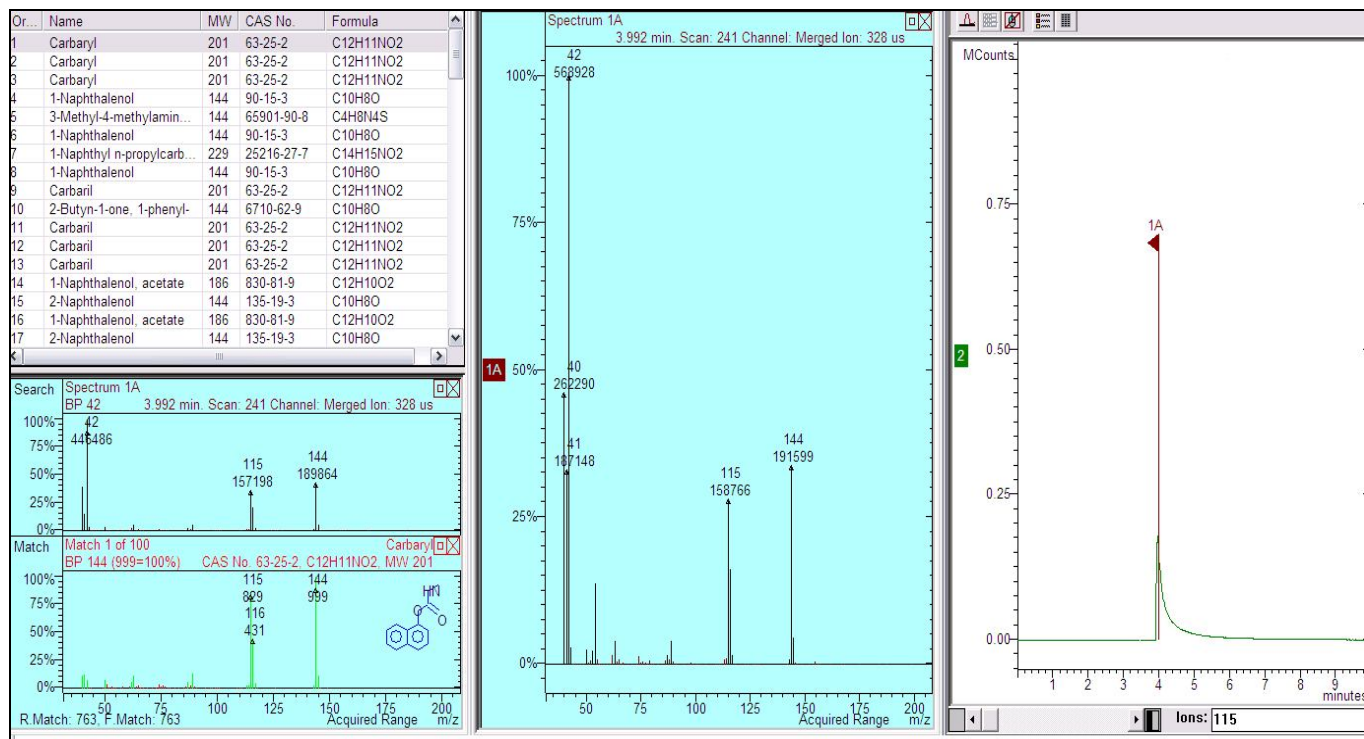 Or... Name MW CAS No. Formula
1 Carbaryl 201 63-25-2 C12H11NO2
2 Carbaryl 201 63-25-2 C12H11NO2
3 Carbaryl 201 63-25-2 C12H11NO2
4 1-Naphthalenol 144 90-15-3 C10H8O
5 3-Methyl-4-methylamin... 144 65901-90-8 C4H8N4S
6 1-Naphthalenol 144 90-15-3 C10H8O
7 1-Naphthyl n-propylcarb... 229 25216-27-7 C14H15NO2
8 1-Naphthalenol 144 90-15-3 C10H8O
9 Carbaril 201 63-25-2 C12H11NO2
10 2-Butyn-1-one, 1-phenyl- 144 6710-62-9 C10H8O
11 Carbaril 201 63-25-2 C12H11NO2
12 Carbaril 201 63-25-2 C12H11NO2
13 Carbaril 201 63-25-2 C12H11NO2
14 1-Naphthalenol, acetate 186 830-81-9 C12H10O2
15 2-Naphthalenol 144 135-19-3 C10H8O
16 1-Naphthalenol, acetate 186 830-81-9 C12H10O2
17 2-Naphthalenol 144 135-19-3 C10H8O
Search Spectrum 1A
BP 42 3.992 min. Scan: 241 Channel: Merged Ion: 328 us
100%
75%
50%
25%
0%
42
115
157198
144
189864
Match Match 1 of 100 Carbaryl
BP 144 (999=100%) CAS No. 63-25-2, C12H11NO2, MW 201
100%
75%
50%
25%
0%
115
829
116
431
144
999
HN
O
O
50 75 100 125 150 175 200
R.Match: 763, F.Match: 763 Acquired Range m/z
Spectrum 1A
3.992 min. Scan: 241 Channel: Merged Ion: 328 us
100%
75%
50%
25%
0%
42
568928
40
262290
41
187148
115
158766
144
191599
1A
50 75 100 125 150 175 200
Acquired Range m/z
MCounts
0.75
0.50
0.25
0.00
1A
2
1 2 3 4 5 6 7 8 9
minutes
Ions: 115